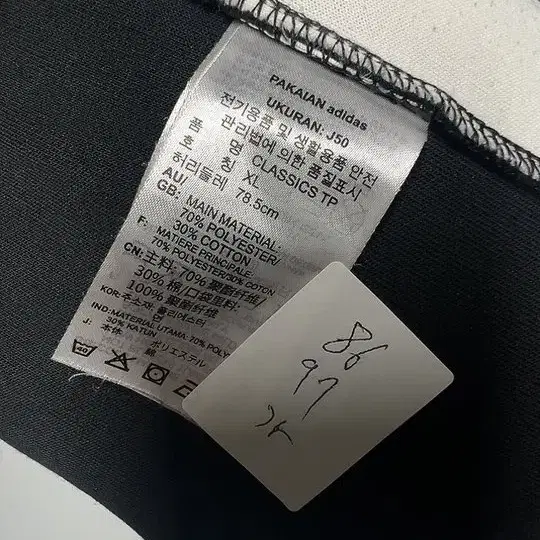 PAKAIAN adidas
UKURAN: J50
전기용품 및 생활용품 안전
관리법에 의한 품질표시
품 명 칭 CLASSICS TP
호 XL
허리둘레 78.5cm
AU/
GB: MAIN MATERIAL:
70% POLYESTER/
30% COTTON
F: MATIERE PRINCIPALE:
70% POLYESTER/30% COTON
CN: 主料: 70% 聚酯纤维/
30% 棉/口袋里料:
100% 聚酯纤维/
KOR: 주소재: 폴리에스터
면
IND: MATERIAL UTAMA: 70% POLY
30% KATUN
J: 本体 ポリエステル
綿
86
97